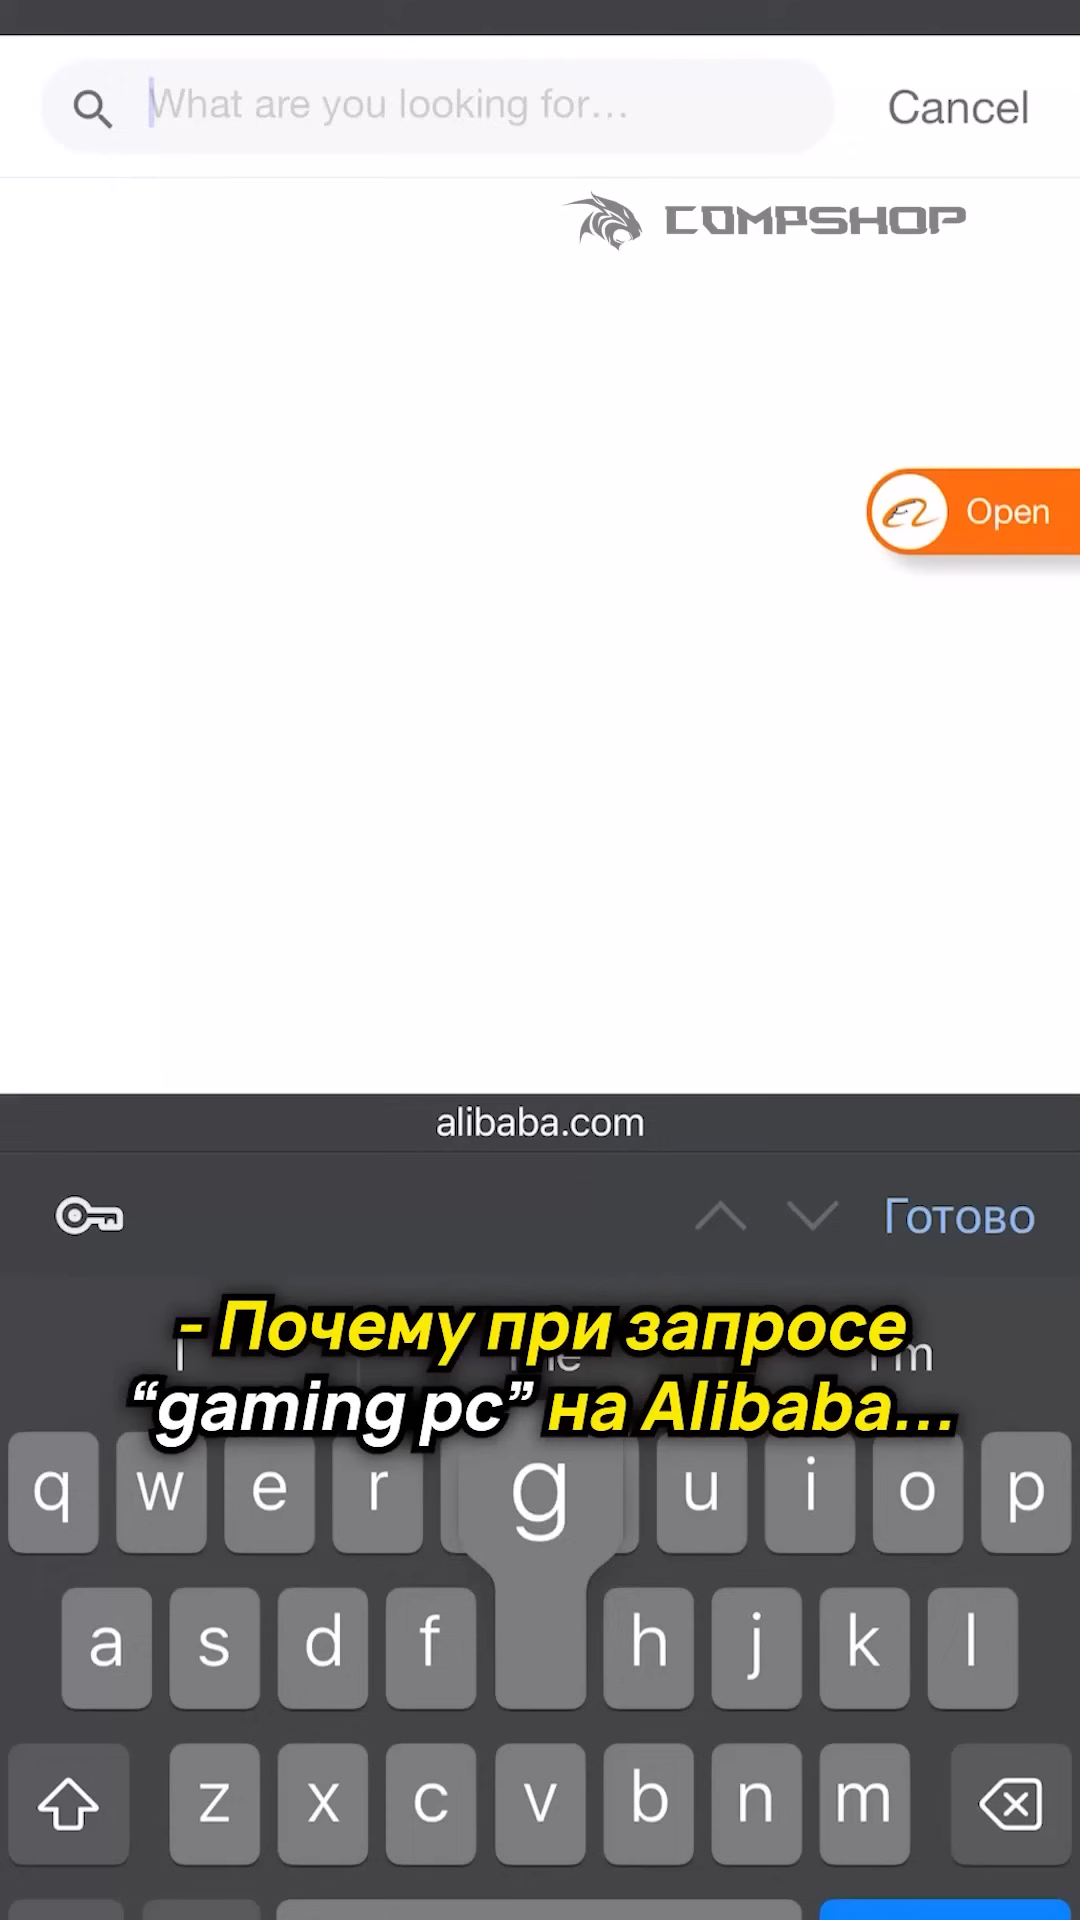 What are you looking for...
Cancel
COMPSHOP
Open
alibaba.com
Готово
- Почему при запросе
“gaming pc” на Alibaba...
q w e r g u i o p
a s d f h j k l
z x c v b n m